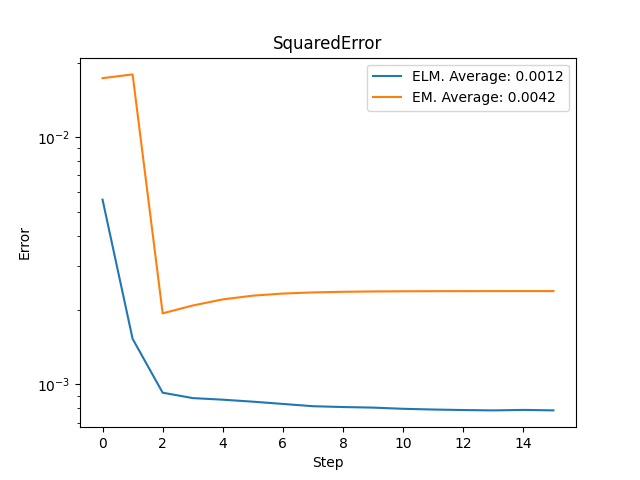 SquaredError
ELM. Average: 0.0012
EM. Average: 0.0042
10⁻²
10⁻³
Error
0 2 4 6 8 10 12 14
Step